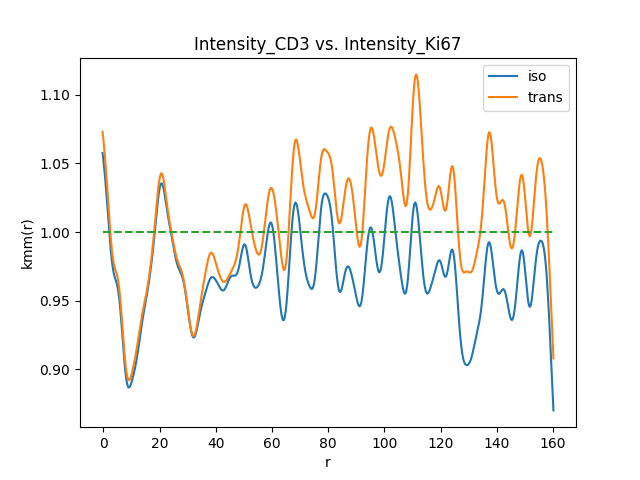 Intensity_CD3 vs. Intensity_Ki67
iso
trans
kmm(r)
1.10
1.05
1.00
0.95
0.90
0 20 40 60 80 100 120 140 160
r